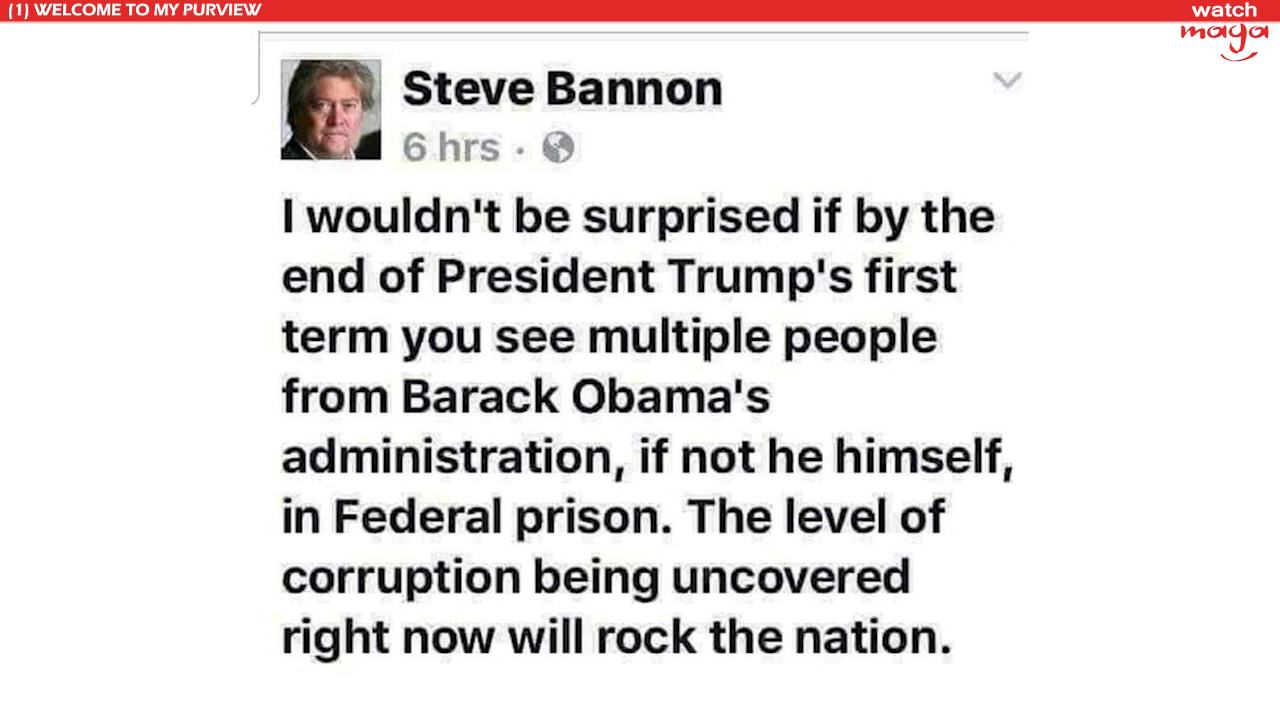 (1) WELCOME TO MY PURVIEW
watch
maga
Steve Bannon
6 hrs ·
I wouldn't be surprised if by the
end of President Trump's first
term you see multiple people
from Barack Obama's
administration, if not he himself,
in Federal prison. The level of
corruption being uncovered
right now will rock the nation.